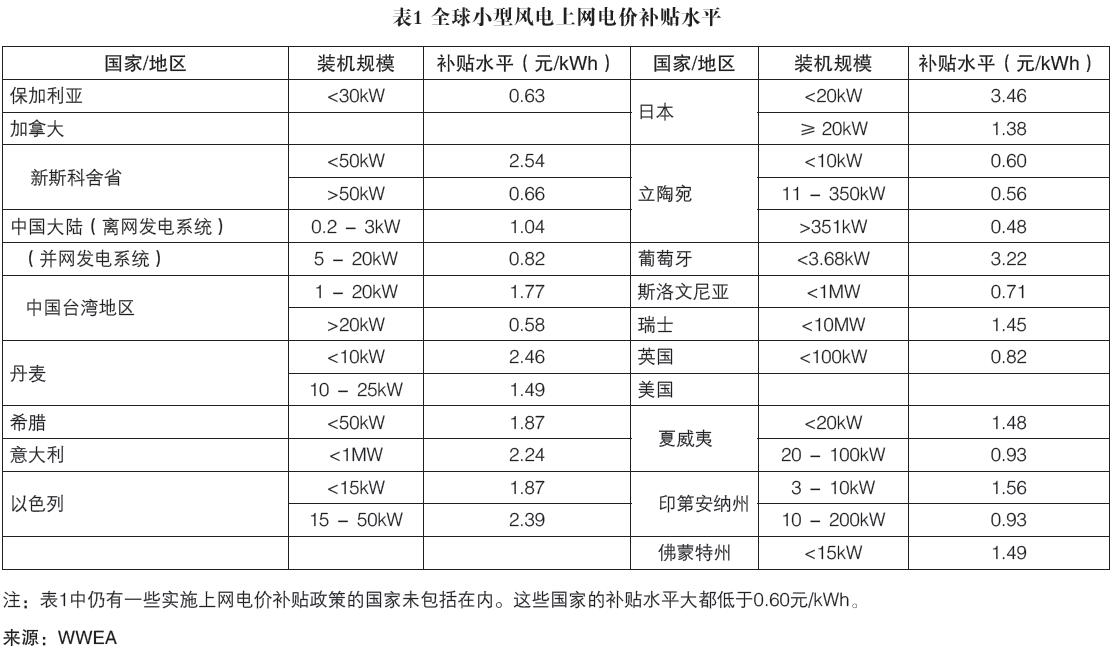 表1 全球小型风电上网电价补贴水平
国家/地区 装机规模 补贴水平（元/kWh） 国家/地区 装机规模 补贴水平（元/kWh）
保加利亚 <30kW 0.63 日本 <20kW 3.46
加拿大 ≥ 20kW 1.38
新斯科舍省 <50kW 2.54 立陶宛 <10kW 0.60
>50kW 0.66 11 – 350kW 0.56
中国大陆（离网发电系统） 0.2 – 3kW 1.04 >351kW 0.48
（并网发电系统） 5 – 20kW 0.82 葡萄牙 <3.68kW 3.22
中国台湾地区 1 – 20kW 1.77 斯洛文尼亚 <1MW 0.71
>20kW 0.58 瑞士 <10MW 1.45
丹麦 <10kW 2.46 英国 <100kW 0.82
10 – 25kW 1.49 美国
希腊 <50kW 1.87 夏威夷 <20kW 1.48
意大利 <1MW 2.24 20 – 100kW 0.93
以色列 <15kW 1.87 印第安纳州 3 – 10kW 1.56
15 – 50kW 2.39 10 – 200kW 0.93
佛蒙特州 <15kW 1.49
注：表1中仍有一些实施上网电价补贴政策的国家未包括在内。这些国家的补贴水平大都低于0.60元/kWh。
来源：WWEA